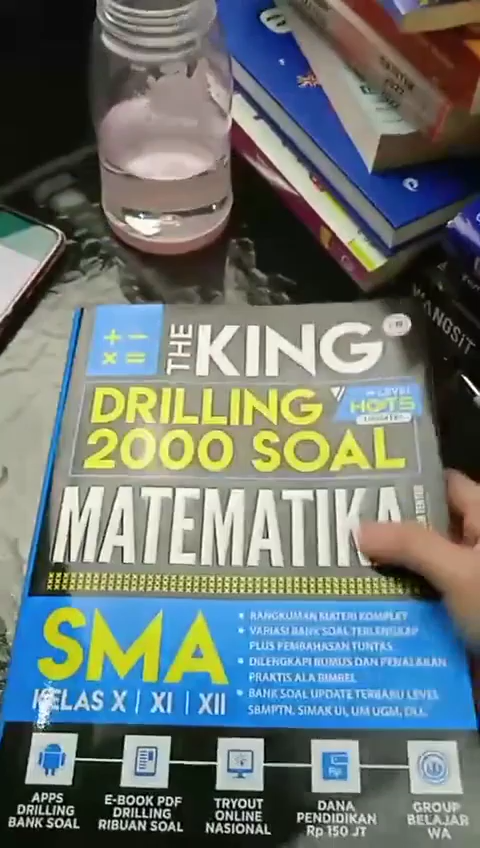 THE KING
DRILLING
LEVEL
HOTS
2000 SOAL
MATEMATIKA
SMA
KELAS X | XI | XII
• RANGKUMAN MATERI KOMPLET
• VARIASI BANK SOAL TERLENGKAP
PLUS PEMBAHASAN TUNTAS
• DILENGKAPI RUMUS DAN PENALARAN
PRAKTIS ALA BIMBEL
• BANK SOAL UPDATE TERBARU LEVEL
SBMPTN, SIMAK UI, UM UGM, DLL.
APPS
DRILLING
BANK SOAL
E-BOOK PDF
DRILLING
RIBUAN SOAL
TRYOUT
ONLINE
NASIONAL
DANA
PENDIDIKAN
Rp 150 JT
GROUP
BELAJAR
WA
WANGSIT